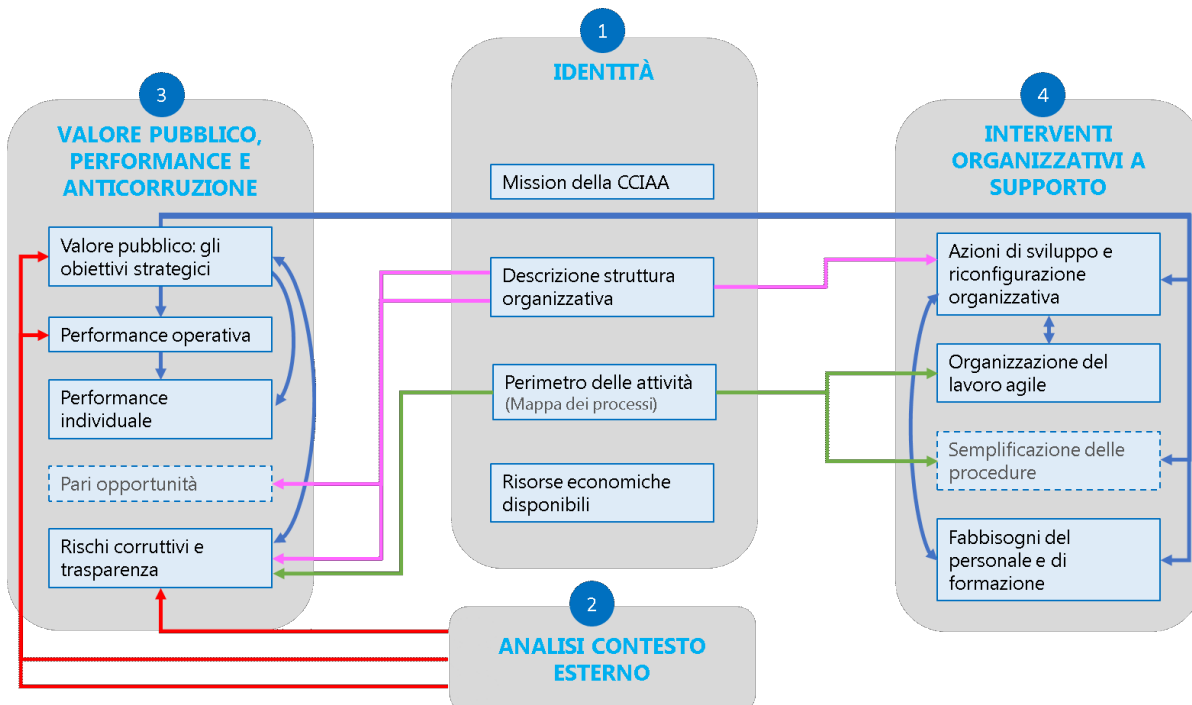 1
IDENTITÀ
Mission della CCIAA
Descrizione struttura
organizzativa
Perimetro delle attività
(Mappa dei processi)
Risorse economiche
disponibili
2
ANALISI CONTESTO
ESTERNO
3
VALORE PUBBLICO,
PERFORMANCE E
ANTICORRUZIONE
Valore pubblico: gli
obiettivi strategici
Performance operativa
Performance
individuale
Pari opportunità
Rischi corruttivi e
trasparenza
4
INTERVENTI
ORGANIZZATIVI A
SUPPORTO
Azioni di sviluppo e
riconfigurazione
organizzativa
Organizzazione del
lavoro agile
Semplificazione delle
procedure
Fabbisogni del
personale e di
formazione